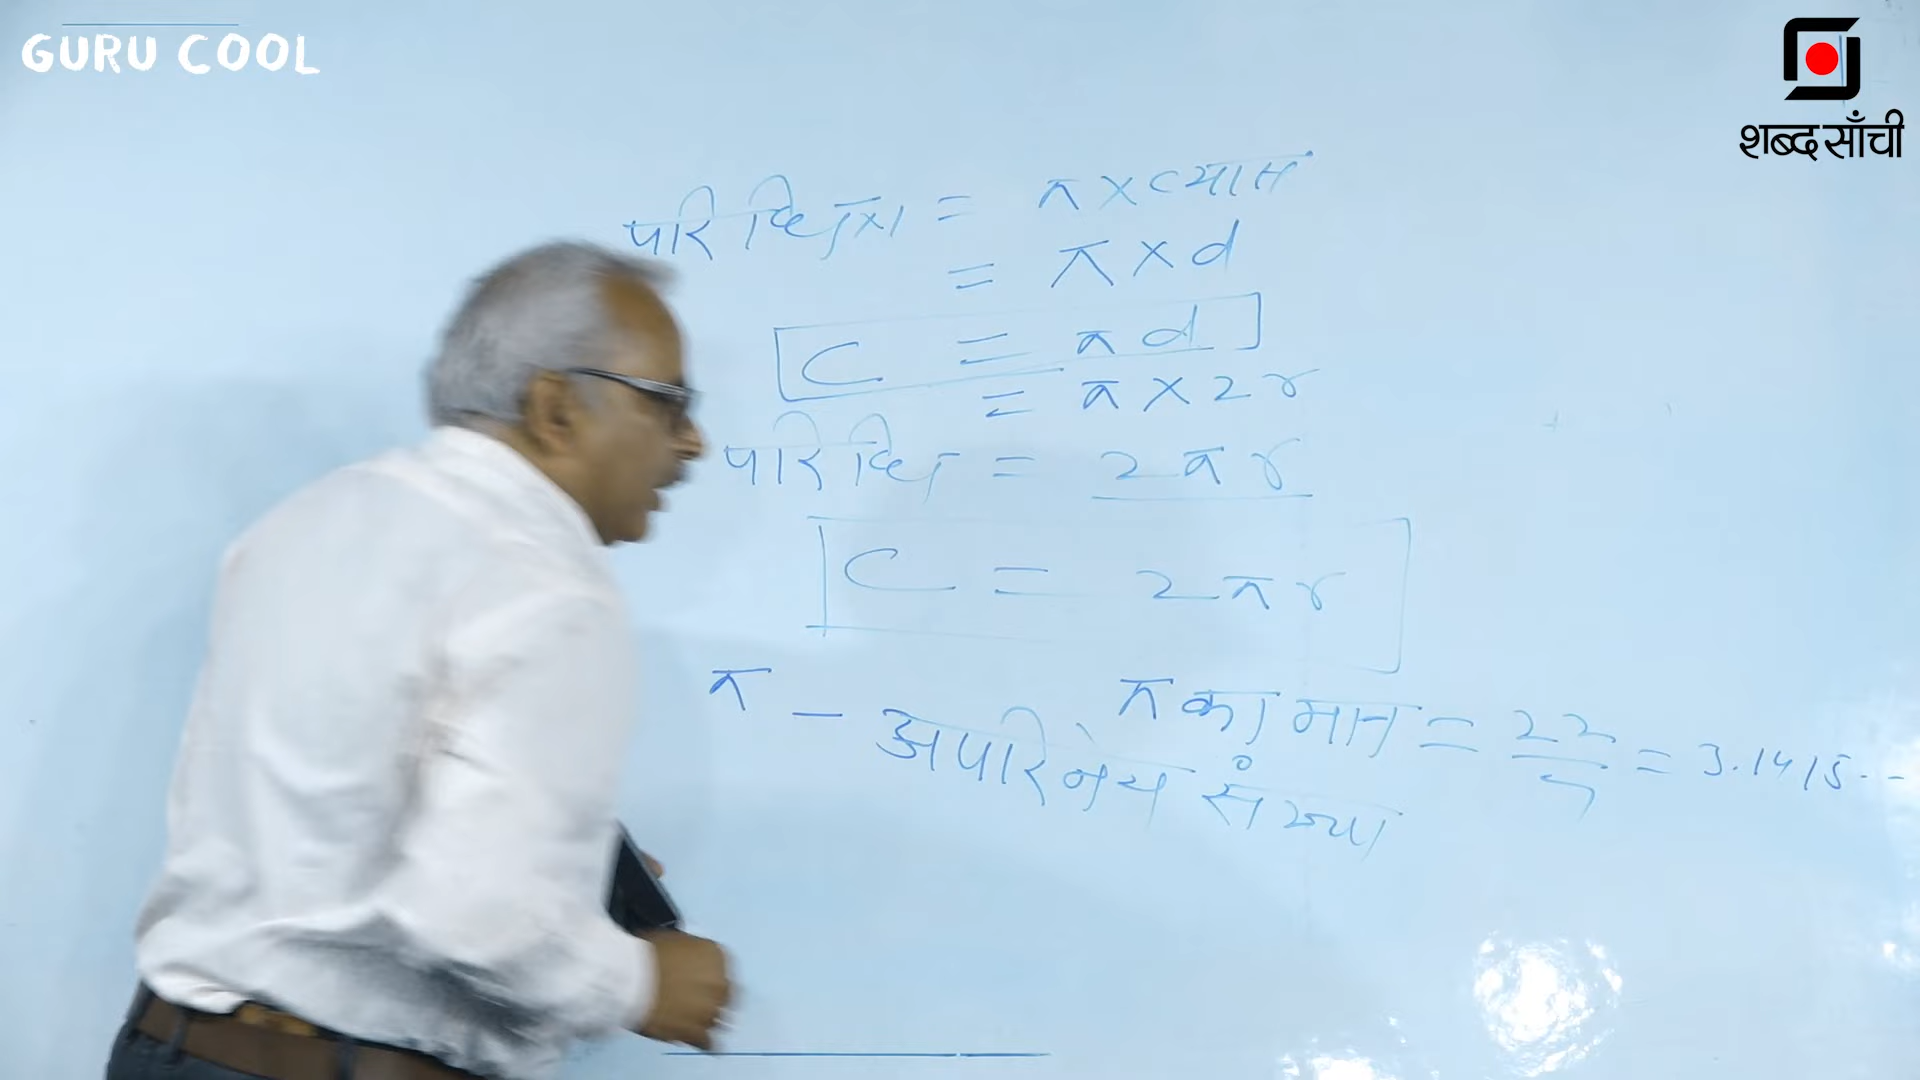 GURU COOL
शब्द साँची
परिधि = π × व्यास
= π × d
C = π d
= π × 2 r
परिधि = 2 π r
C = 2 π r
π का मान = 22/7 = 3.1415...
π - अपरिमेय संख्या